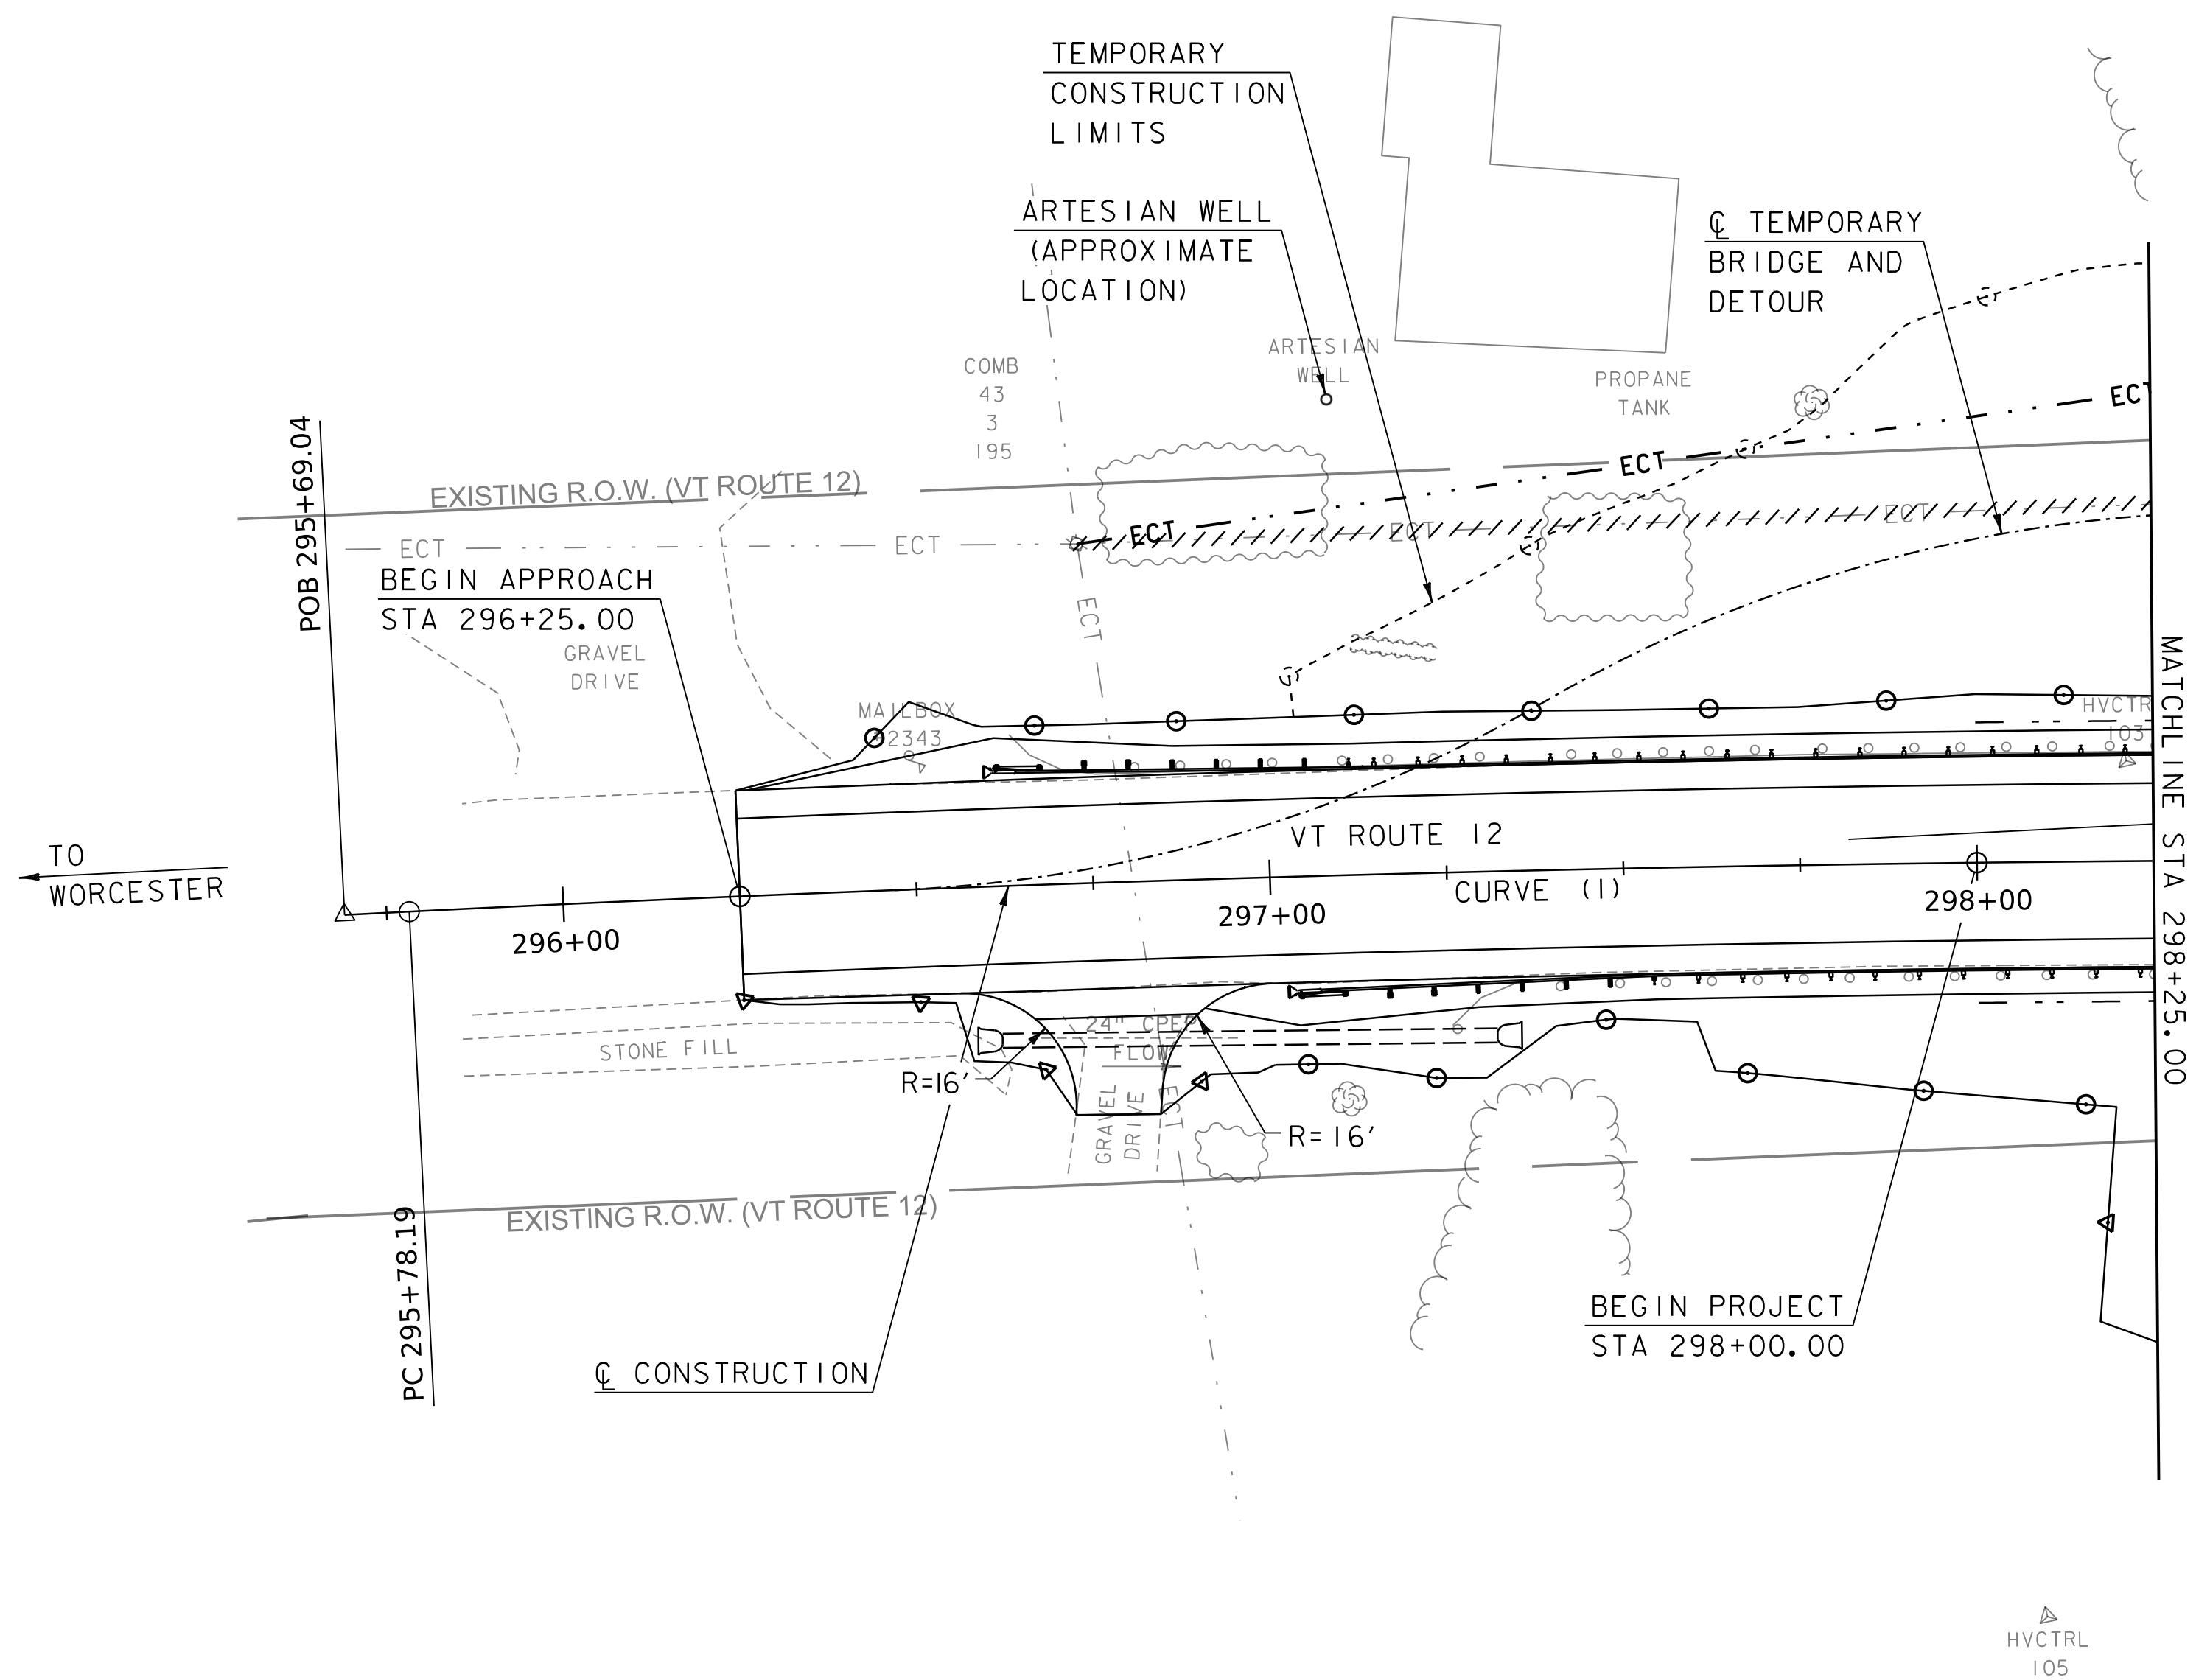 TEMPORARY
CONSTRUCTION
LIMITS
ARTESIAN WELL
(APPROXIMATE
LOCATION)
℄ TEMPORARY
BRIDGE AND
DETOUR
ARTESIAN
WELL
COMB
43
3
195
PROPANE
TANK
ECT
POB 295+69.04
EXISTING R.O.W. (VT ROUTE 12)
ECT
ECT
ECT
ECT
ECT
ECT
ECT
BEGIN APPROACH
STA 296+25.00
GRAVEL
DRIVE
MAILBOX
2343
HVCTR
103
MATCHLINE STA 298+25.00
TO
WORCESTER
VT ROUTE 12
CURVE (1)
296+00
297+00
298+00
STONE FILL
24" CPEP
FLOW
R=16'
GRAVEL
DRIVE
ECT
R=16'
EXISTING R.O.W. (VT ROUTE 12)
PC 295+78.19
BEGIN PROJECT
STA 298+00.00
℄ CONSTRUCTION
HVCTRL
105